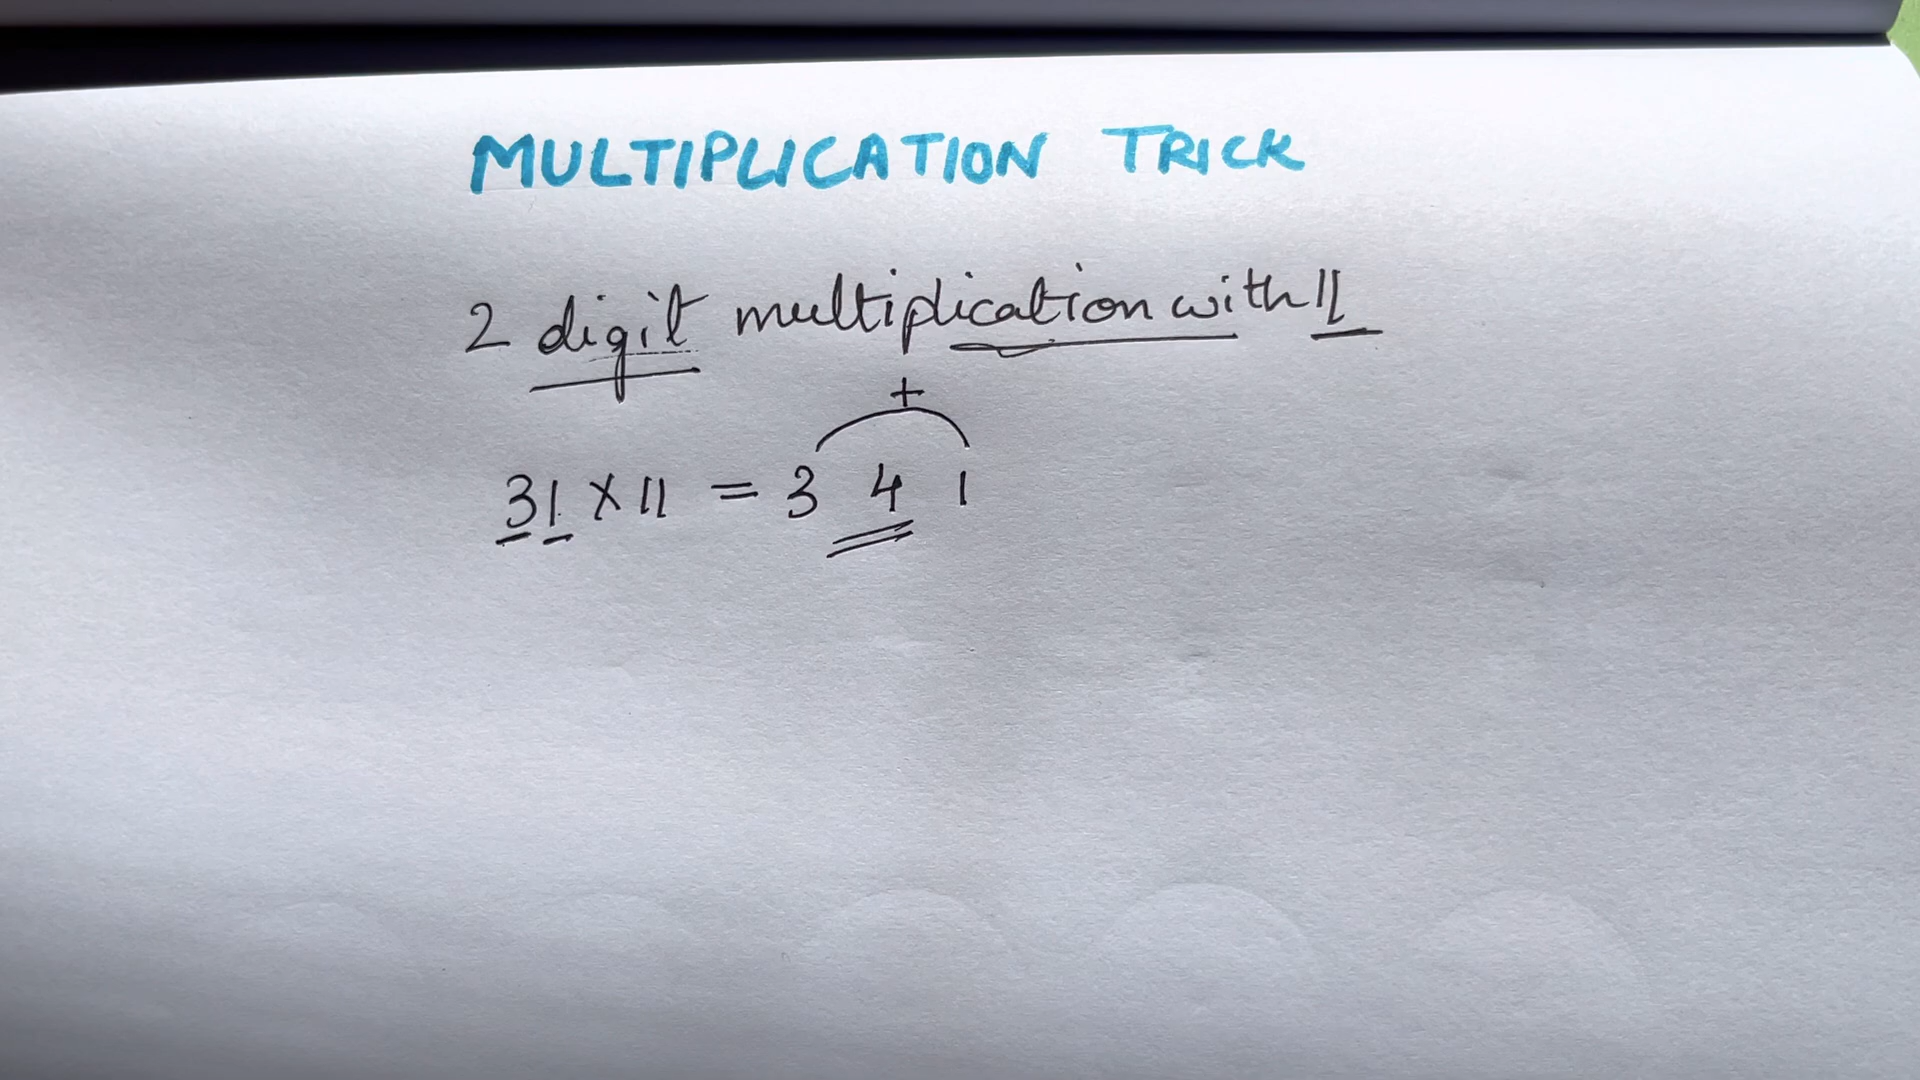 MULTIPLICATION TRICK
2 digit multiplication with 11
+
31 X 11 = 3 4 1